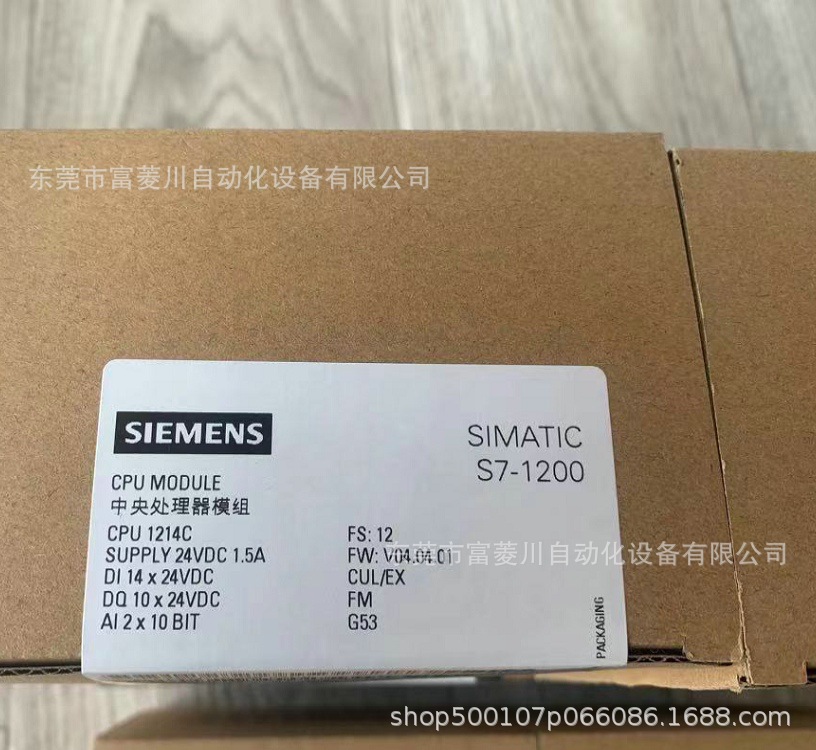 东莞市富菱川自动化设备有限公司
SIEMENS
SIMATIC
S7-1200
CPU MODULE
中央处理器模组
CPU 1214C
SUPPLY 24VDC 1.5A
DI 14 x 24VDC
DQ 10 x 24VDC
AI 2 x 10 BIT
FS: 12
FW: V04.04.01
CUL/EX
FM
G53
PACKAGING
东莞市富菱川自动化设备有限公司
shop500107p066086.1688.com